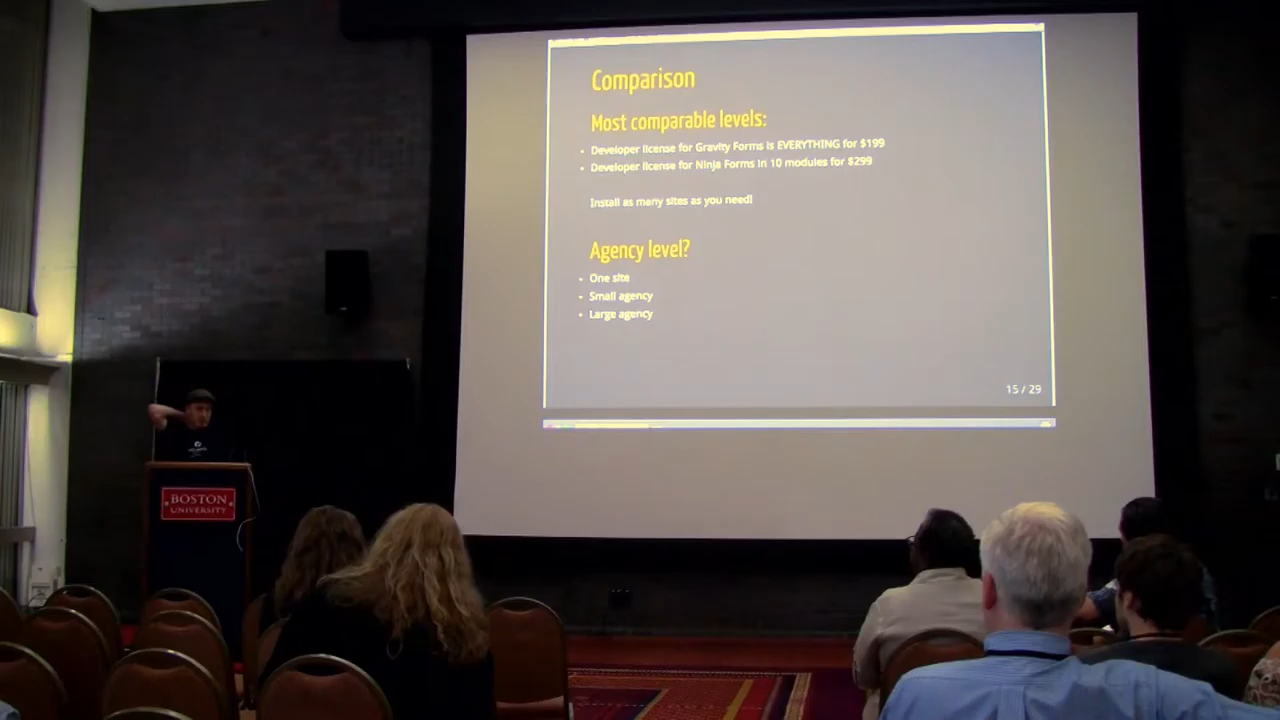 Comparison
Most comparable levels:
• Developer license for Gravity Forms is EVERYTHING for $199
• Developer license for Ninja Forms in 10 modules for $299
Install as many sites as you need!
Agency level?
• One site
• Small agency
• Large agency
15 / 29
BOSTON
UNIVERSITY